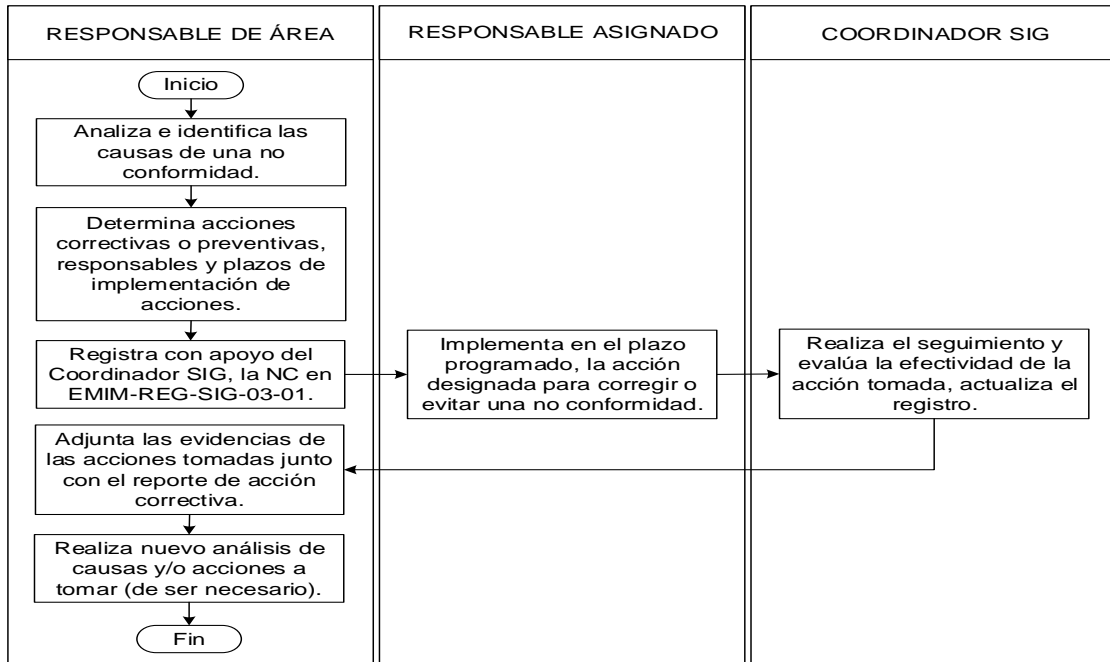 RESPONSABLE DE ÁREA
RESPONSABLE ASIGNADO
COORDINADOR SIG
Inicio
Analiza e identifica las
causas de una no
conformidad.
Determina acciones
correctivas o preventivas,
responsables y plazos de
implementación de
acciones.
Registra con apoyo del
Coordinador SIG, la NC en
EMIM-REG-SIG-03-01.
Implementa en el plazo
programado, la acción
designada para corregir o
evitar una no conformidad.
Realiza el seguimiento y
evalúa la efectividad de la
acción tomada, actualiza el
registro.
Adjunta las evidencias de
las acciones tomadas junto
con el reporte de acción
correctiva.
Realiza nuevo análisis de
causas y/o acciones a
tomar (de ser necesario).
Fin